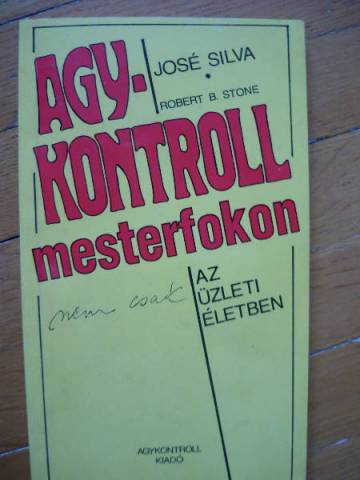 AGY-
JOSÉ SILVA
•
ROBERT B. STONE
KONTROLL
mesterfokon
nem csak
AZ
ÜZLETI
ÉLETBEN
AGYKONTROLL
KIADÓ